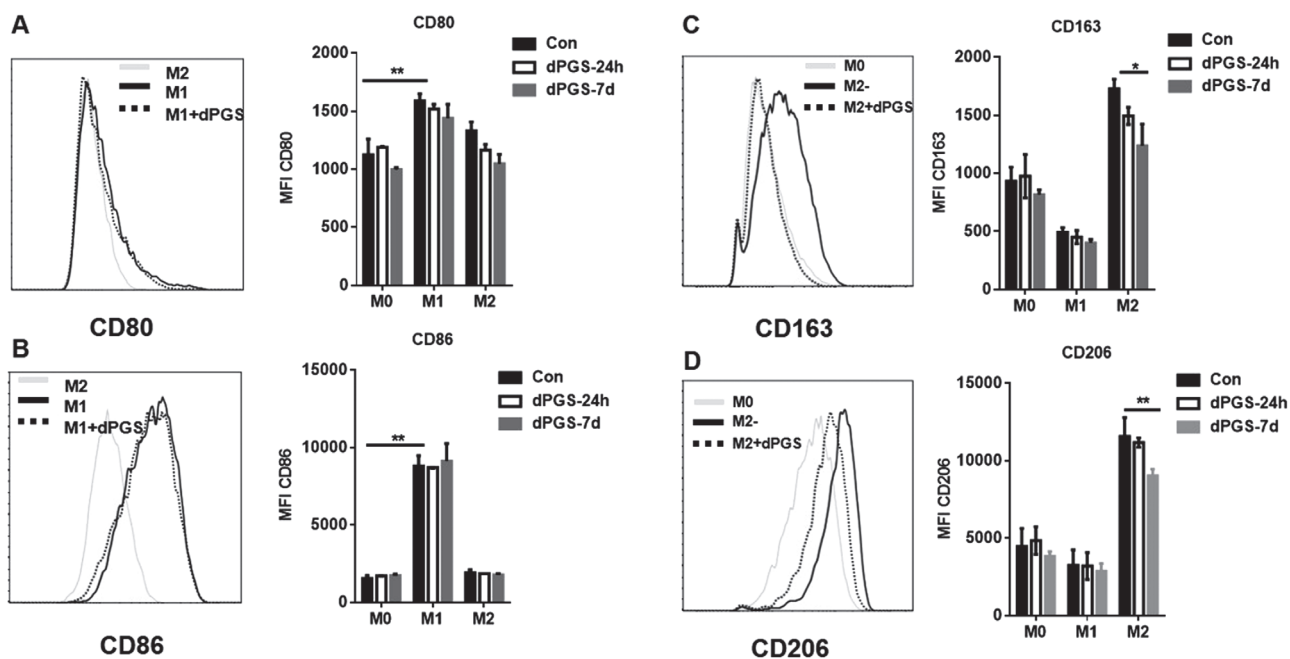 A
M2
M1
M1+dPGS
CD80
CD80
MFI CD80
2000
1500
1000
500
0
**
M0 M1 M2
Con
dPGS-24h
dPGS-7d
B
M2
M1
M1+dPGS
CD86
CD86
MFI CD86
15000
10000
5000
0
**
M0 M1 M2
Con
dPGS-24h
dPGS-7d
C
M0
M2-
M2+dPGS
CD163
CD163
MFI CD163
2000
1500
1000
500
0
*
M0 M1 M2
Con
dPGS-24h
dPGS-7d
D
M0
M2-
M2+dPGS
CD206
CD206
MFI CD206
15000
10000
5000
0
**
M0 M1 M2
Con
dPGS-24h
dPGS-7d